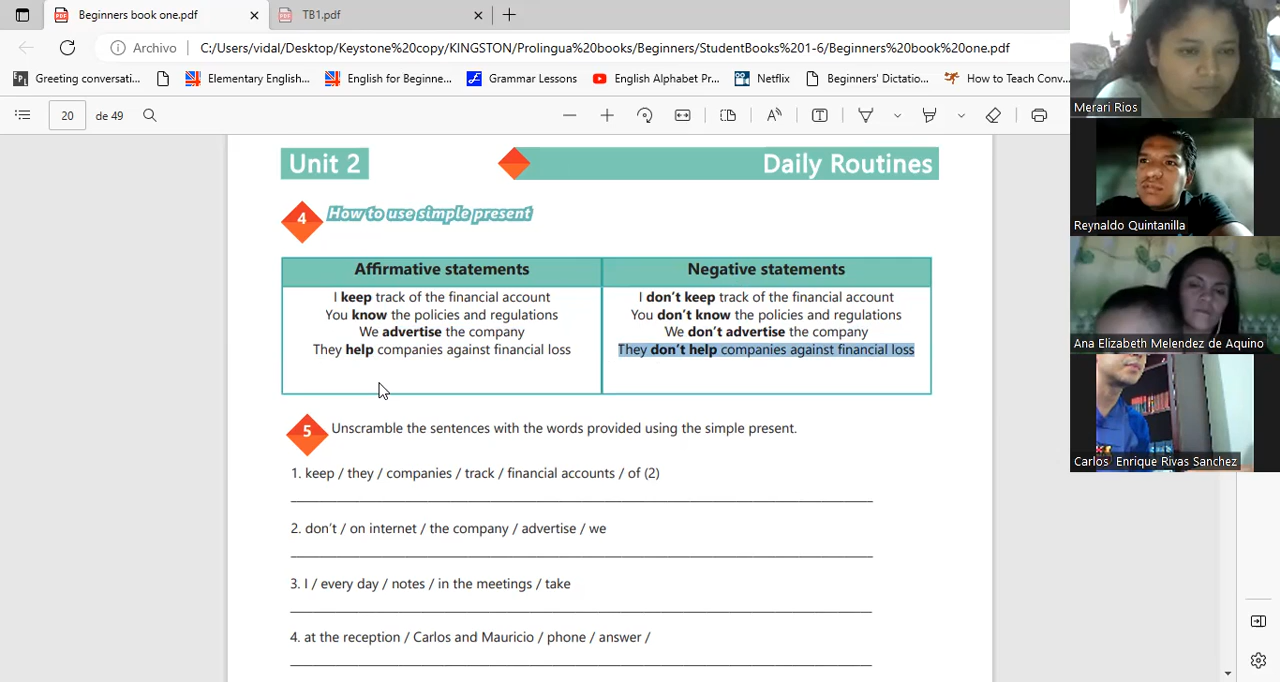 Beginners book one.pdf
TB1.pdf
Archivo
C:/Users/vidal/Desktop/Keystone%20copy/KINGSTON/Prolingua%20books/Beginners/StudentBooks%201-6/Beginners%20book%20one.pdf
Greeting conversati...
Elementary English...
English for Beginne...
Grammar Lessons
English Alphabet Pr...
Netflix
Beginners' Dictatio...
How to Teach Conv...
20
de 49
Unit 2
Daily Routines
4
How to use simple present
Affirmative statements
Negative statements
I keep track of the financial account
You know the policies and regulations
We advertise the company
They help companies against financial loss
I don't keep track of the financial account
You don't know the policies and regulations
We don't advertise the company
They don't help companies against financial loss
5
Unscramble the sentences with the words provided using the simple present.
1. keep / they / companies / track / financial accounts / of (2)
2. don't / on internet / the company / advertise / we
3. I / every day / notes / in the meetings / take
4. at the reception / Carlos and Mauricio / phone / answer /
Merari Rios
Reynaldo Quintanilla
Ana Elizabeth Melendez de Aquino
Carlos Enrique Rivas Sanchez